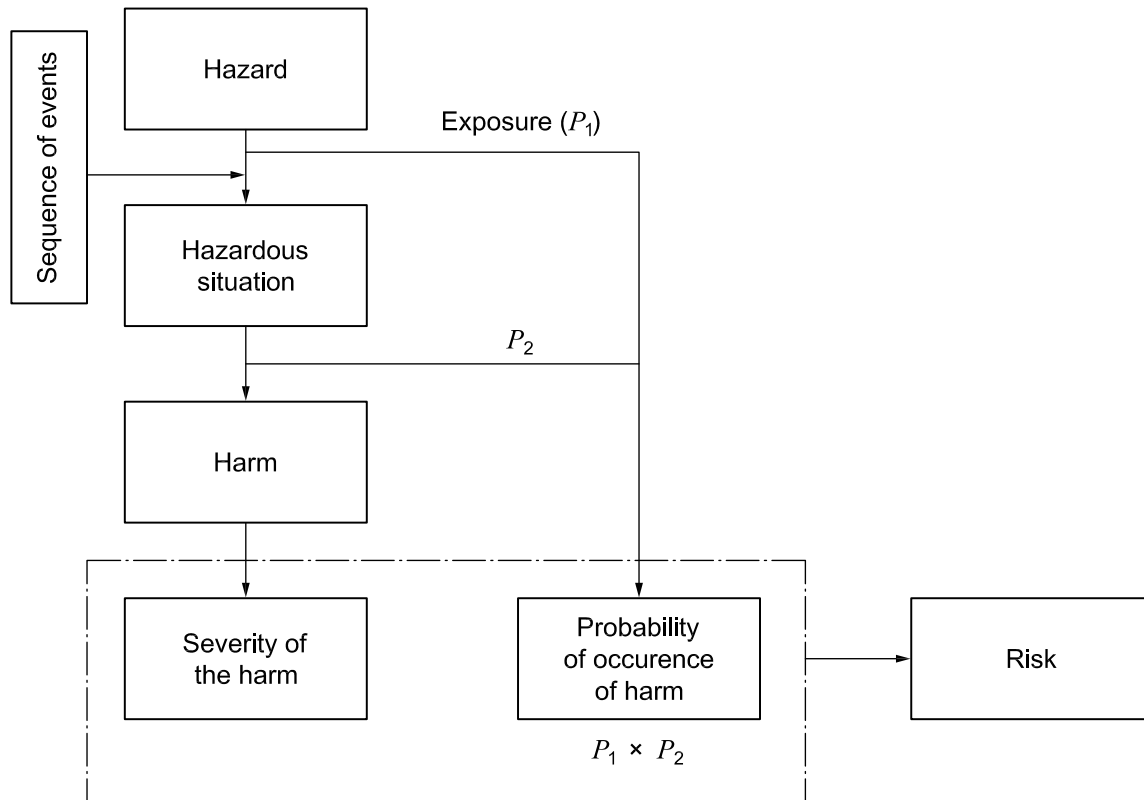 Sequence of events
Hazard
Exposure (P₁)
Hazardous
situation
P₂
Harm
Severity of
the harm
Probability
of occurence
of harm
Risk
P₁ × P₂